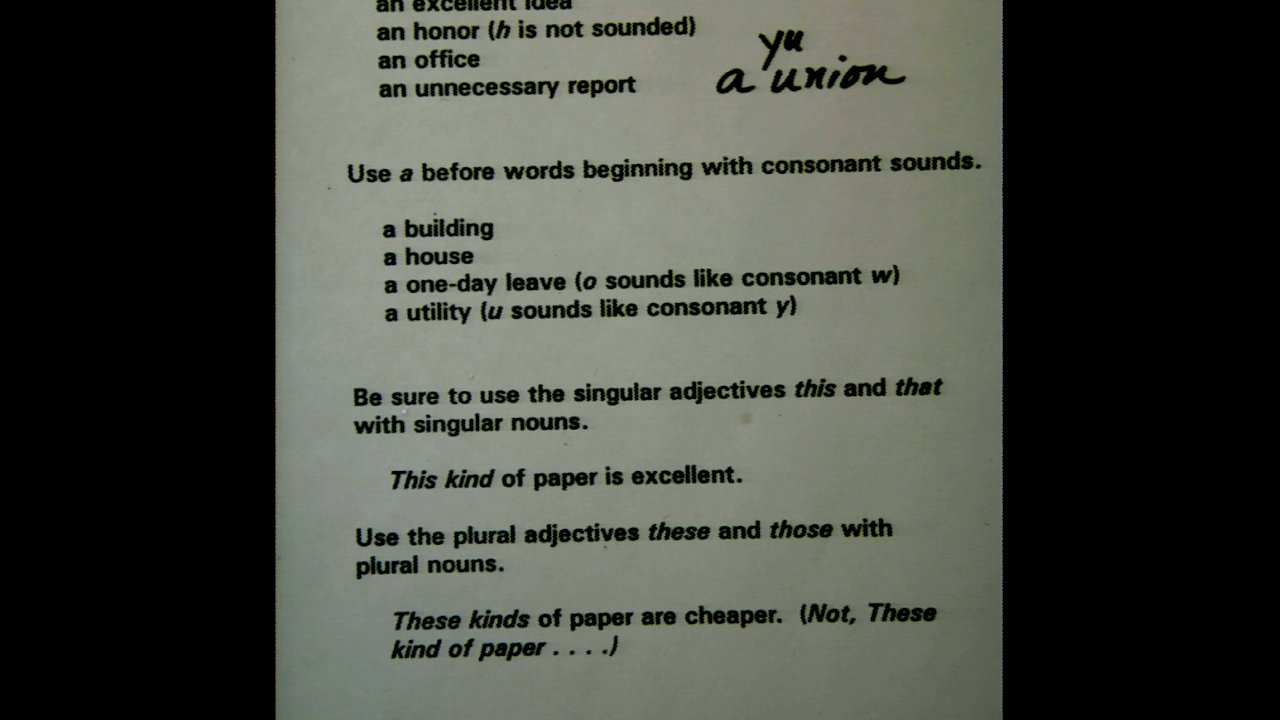 an excellent idea
an honor (h is not sounded)
an office
an unnecessary report
yu
a union
Use a before words beginning with consonant sounds.
a building
a house
a one-day leave (o sounds like consonant w)
a utility (u sounds like consonant y)
Be sure to use the singular adjectives this and that
with singular nouns.
This kind of paper is excellent.
Use the plural adjectives these and those with
plural nouns.
These kinds of paper are cheaper. (Not, These
kind of paper . . . .)